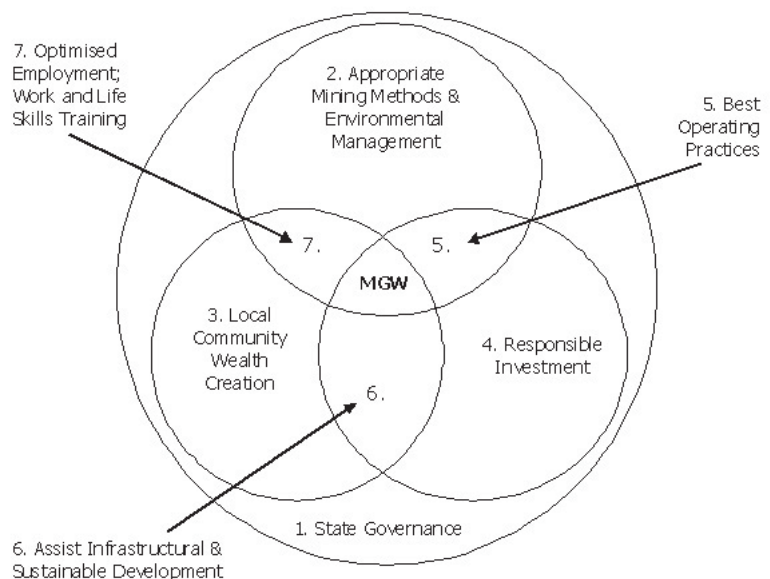 7. Optimised
Employment;
Work and Life
Skills Training
2. Appropriate
Mining Methods &
Environmental
Management
5. Best
Operating
Practices
7.
5.
MGW
3. Local
Community
Wealth
Creation
4. Responsible
Investment
6.
1. State Governance
6. Assist Infrastructural &
Sustainable Development